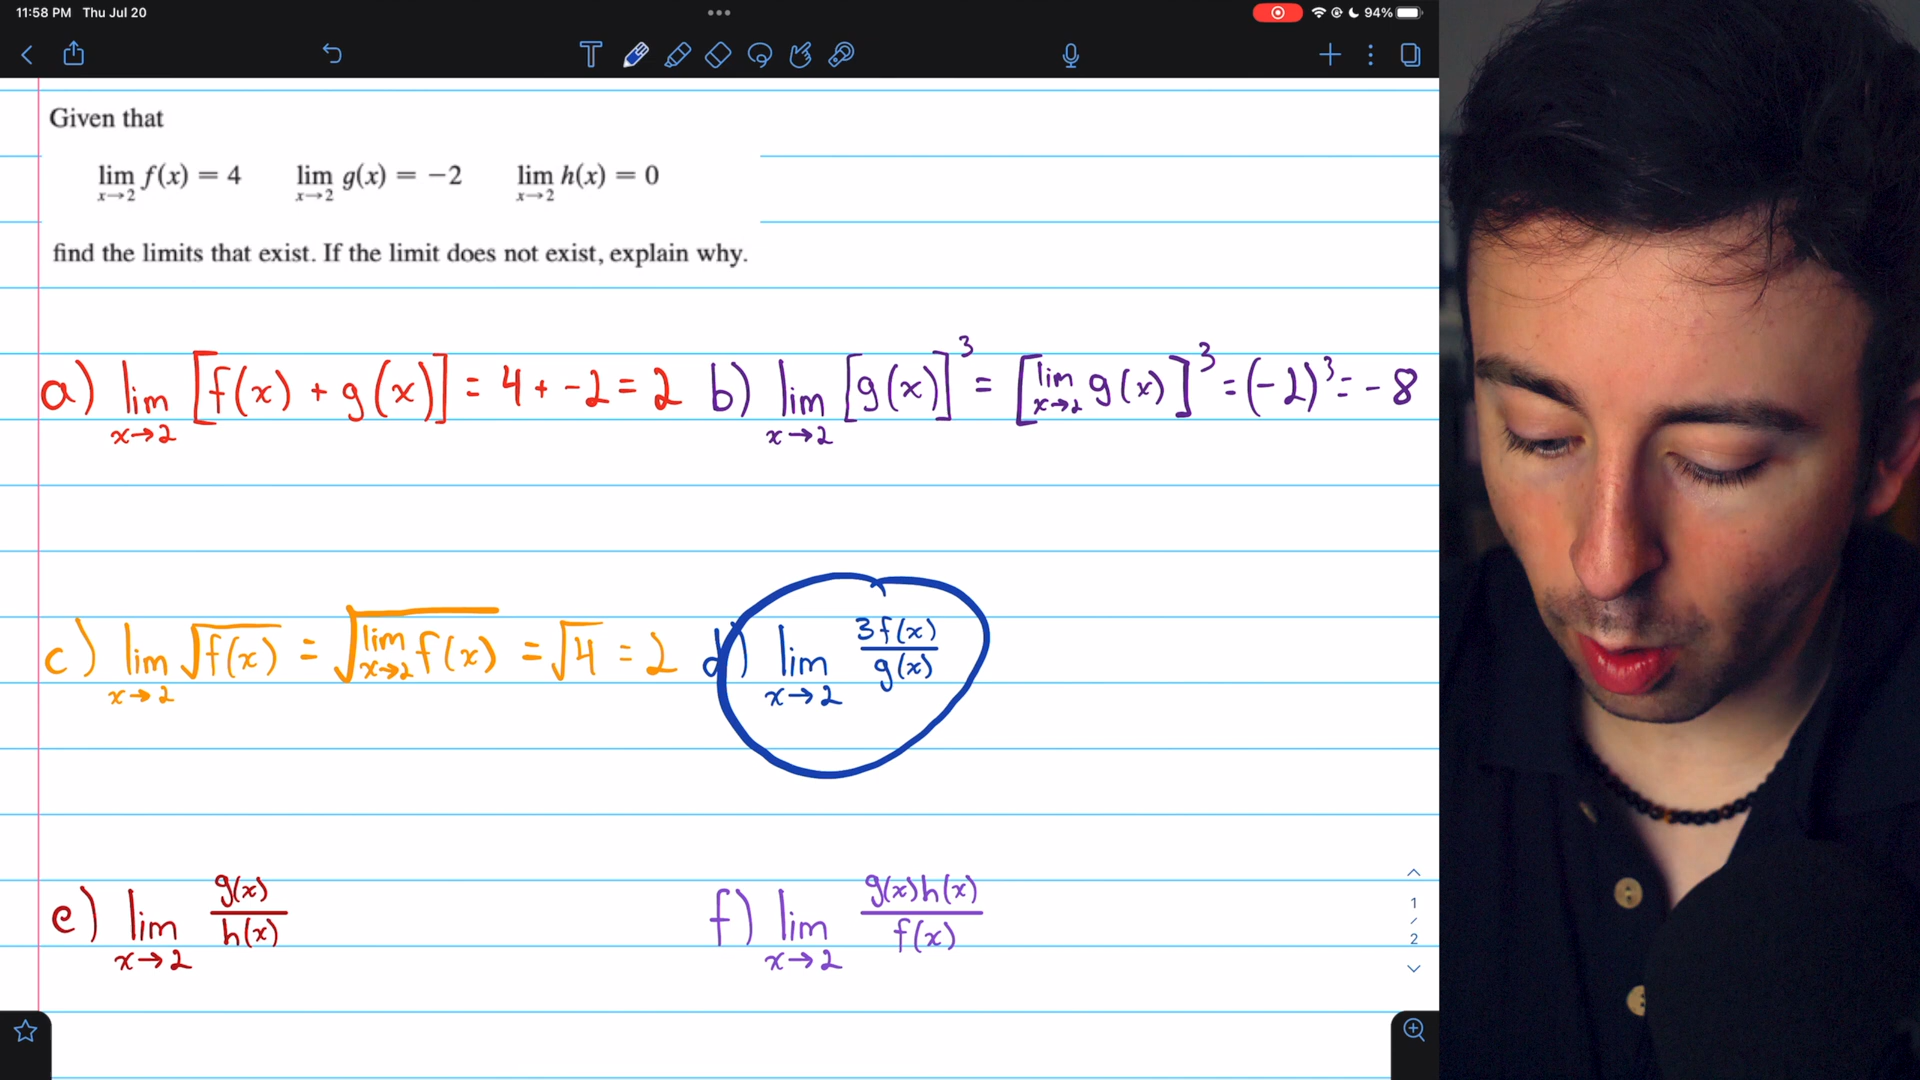 11:58 PM Thu Jul 20
94%
Given that
lim x→2 f(x) = 4 lim x→2 g(x) = −2 lim x→2 h(x) = 0
find the limits that exist. If the limit does not exist, explain why.
a) lim x→2 [f(x) + g(x)] = 4 + -2 = 2
b) lim x→2 [g(x)]³ = [lim x→2 g(x)]³ = (-2)³ = -8
c) lim x→2 √f(x) = √lim x→2 f(x) = √4 = 2
d) lim x→2 3f(x)/g(x)
e) lim x→2 g(x)/h(x)
f) lim x→2 g(x)h(x)/f(x)
1
/
2